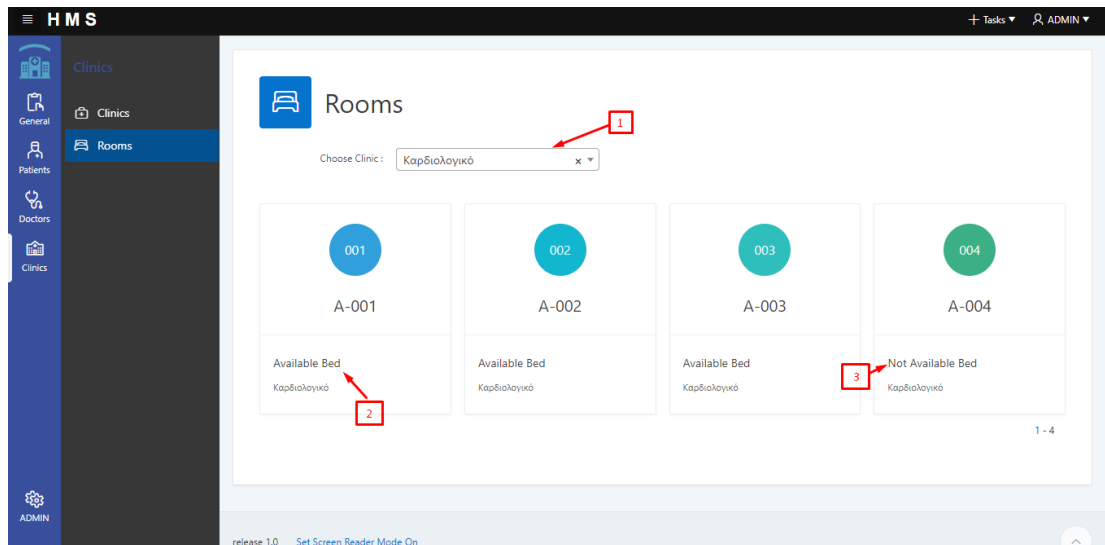 HMS
Tasks
ADMIN
General
Patients
Doctors
Clinics
ADMIN
Clinics
Clinics
Rooms
Rooms
1
Choose Clinic :
Καρδιολογικό
x
001
A-001
Available Bed
Καρδιολογικό
2
002
A-002
Available Bed
Καρδιολογικό
003
A-003
Available Bed
Καρδιολογικό
3
004
A-004
Not Available Bed
Καρδιολογικό
1 - 4
release 1.0 Set Screen Reader Mode On